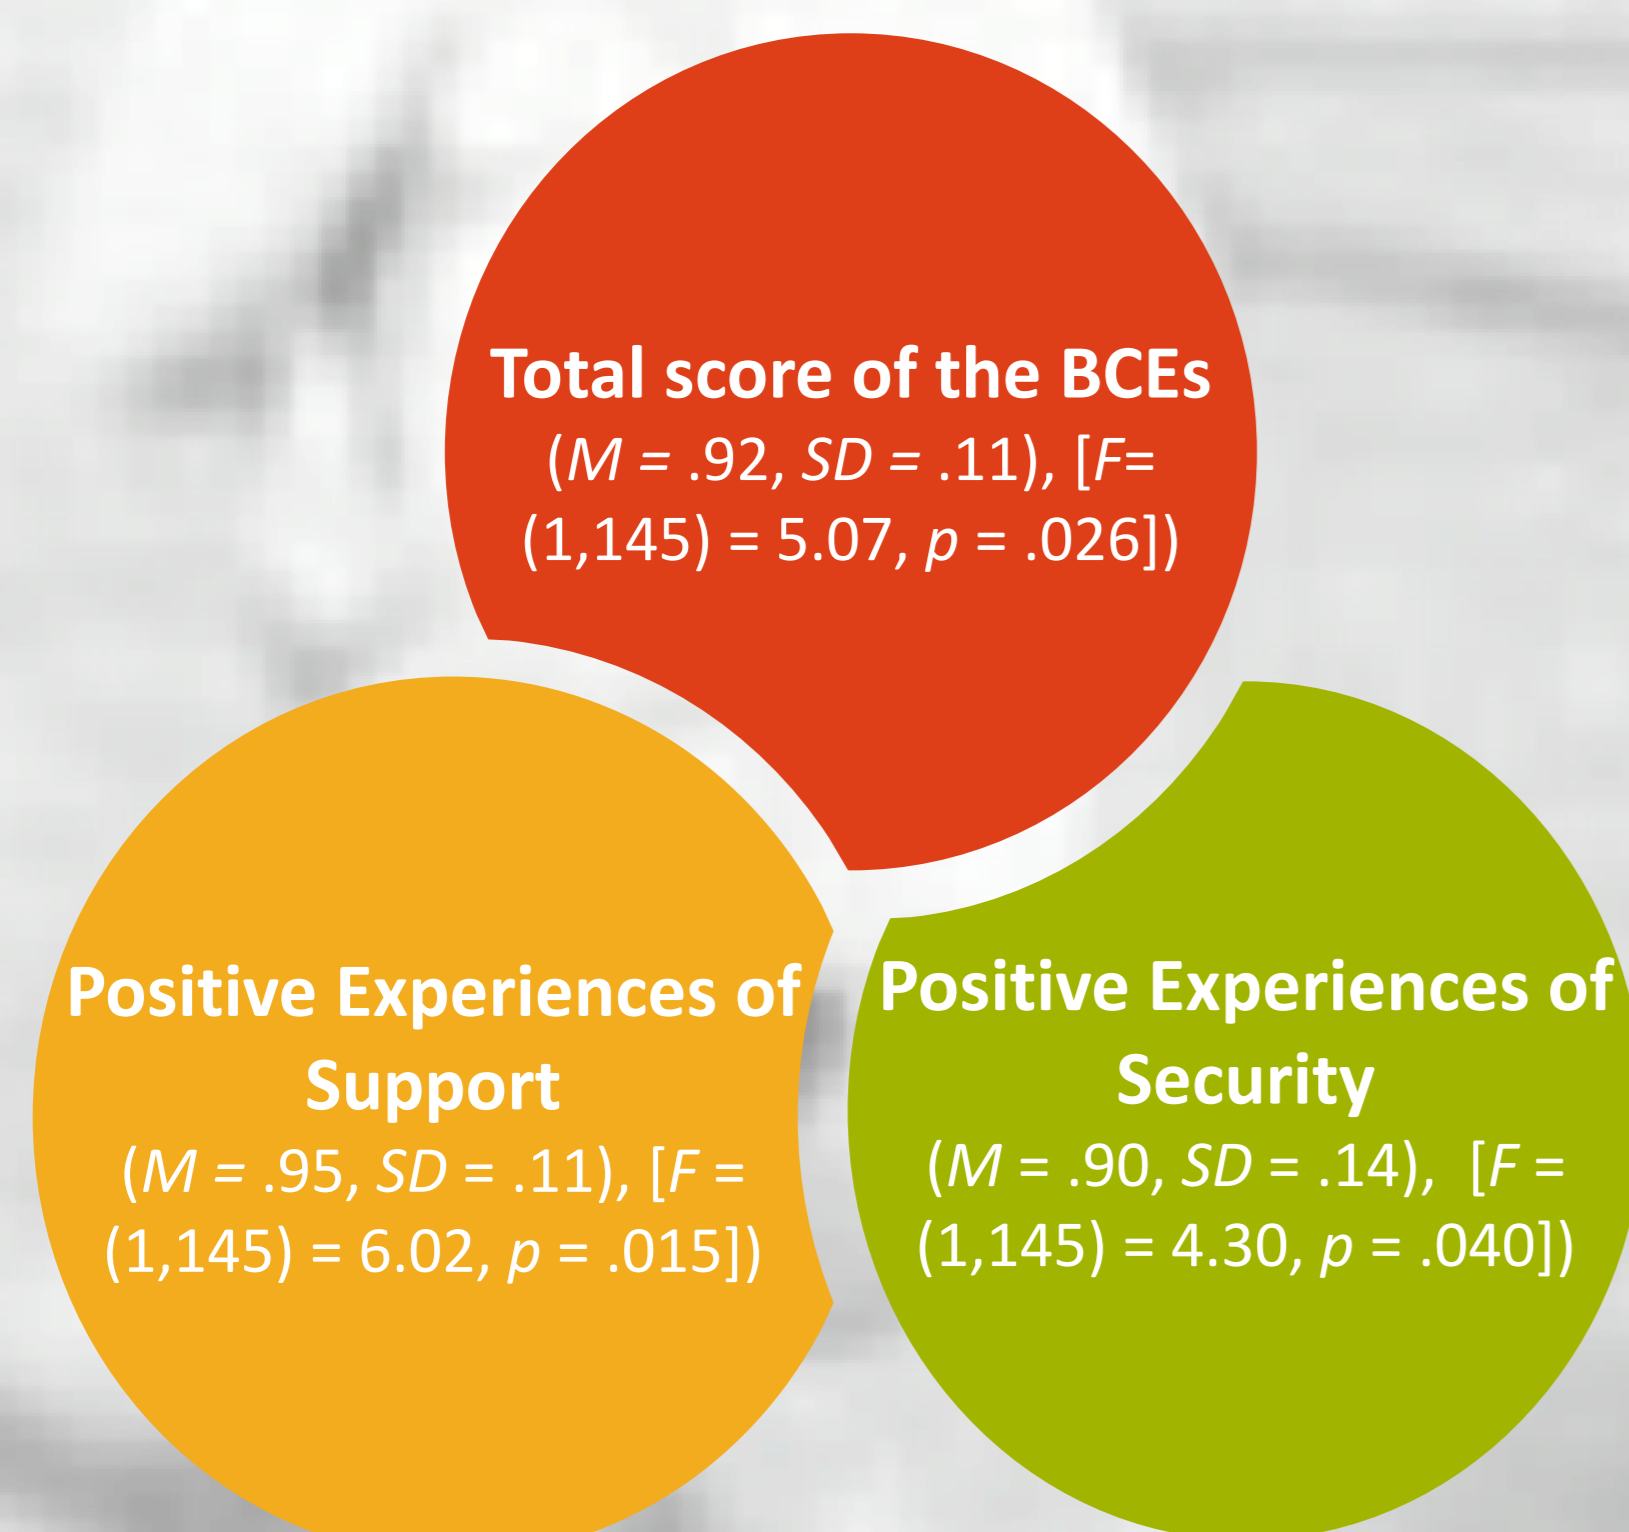 Total score of the BCEs
(M = .92, SD = .11), [F=
(1,145) = 5.07, p = .026])
Positive Experiences of
Support
(M = .95, SD = .11), [F =
(1,145) = 6.02, p = .015])
Positive Experiences of
Security
(M = .90, SD = .14), [F =
(1,145) = 4.30, p = .040])